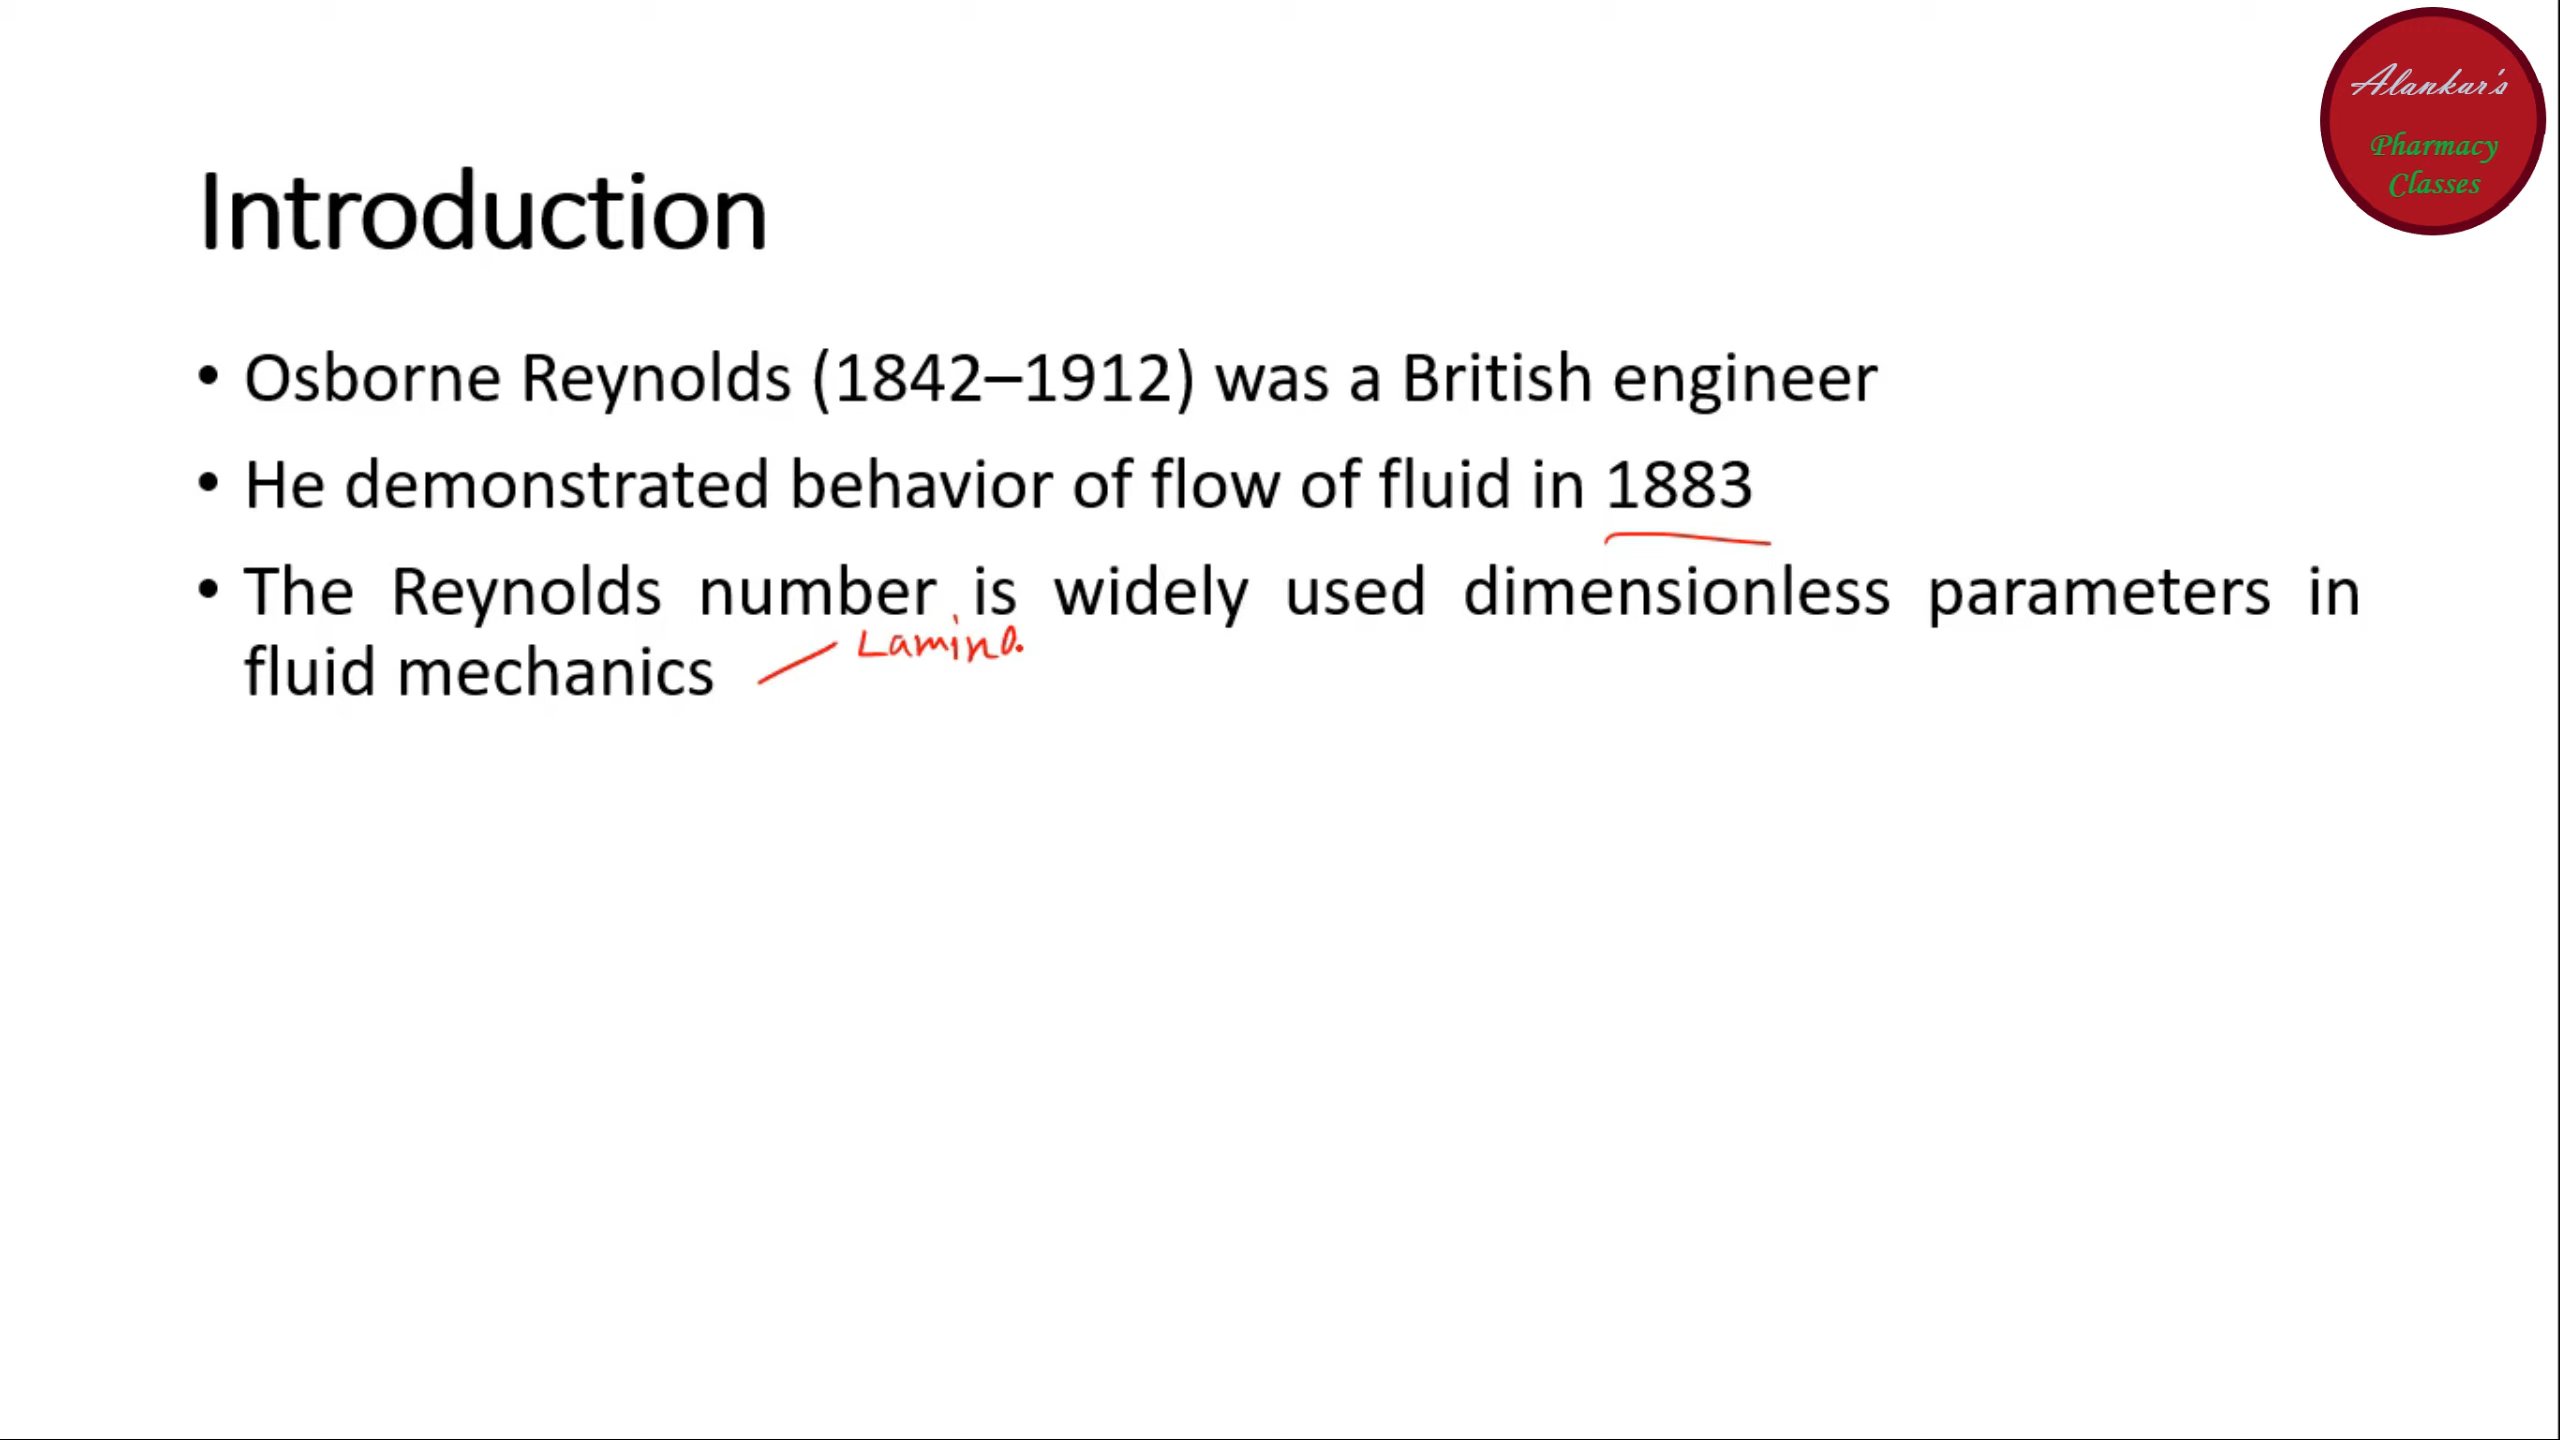 Alankar's
Pharmacy
Classes
Introduction
• Osborne Reynolds (1842–1912) was a British engineer
• He demonstrated behavior of flow of fluid in 1883
• The Reynolds number is widely used dimensionless parameters in
fluid mechanics